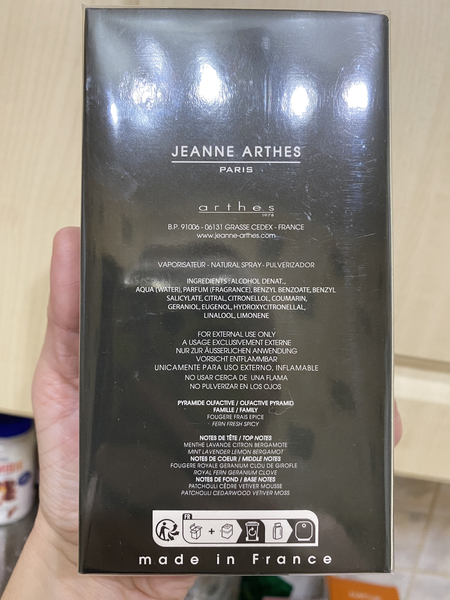 JEANNE ARTHES
PARIS
arthes
1978
B.P. 91006 - 06131 GRASSE CEDEX - FRANCE
www.jeanne-arthes.com
VAPORISATEUR - NATURAL SPRAY - PULVERIZADOR
INGREDIENTS : ALCOHOL DENAT.,
AQUA (WATER), PARFUM (FRAGRANCE), BENZYL BENZOATE, BENZYL
SALICYLATE, CITRAL, CITRONELLOL, COUMARIN,
GERANIOL, EUGENOL, HYDROXYCITRONELLAL,
LINALOOL, LIMONENE
FOR EXTERNAL USE ONLY
A USAGE EXCLUSIVEMENT EXTERNE
NUR ZUR ÄUSSERLICHEN ANWENDUNG
VORSICHT ENTFLAMMBAR
UNICAMENTE PARA USO EXTERNO, INFLAMABLE
NO USAR CERCA DE UNA FLAMA
NO PULVERIZAR EN LOS OJOS
PYRAMIDE OLFACTIVE / OLFACTIVE PYRAMID
FAMILLE / FAMILY
FOUGERE FRAIS EPICE
FERN FRESH SPICY
NOTES DE TÊTE / TOP NOTES
MENTHE LAVANDE CITRON BERGAMOTE
MINT LAVENDER LEMON BERGAMOT
NOTES DE COEUR / MIDDLE NOTES
FOUGERE ROYALE GERANIUM CLOU DE GIROFLE
ROYAL FERN GERANIUM CLOVE
NOTES DE FOND / BASE NOTES
PATCHOULI CÈDRE VETIVER MOUSSE
PATCHOULI CEDARWOOD VETIVER MOSS
FR
+
made in France